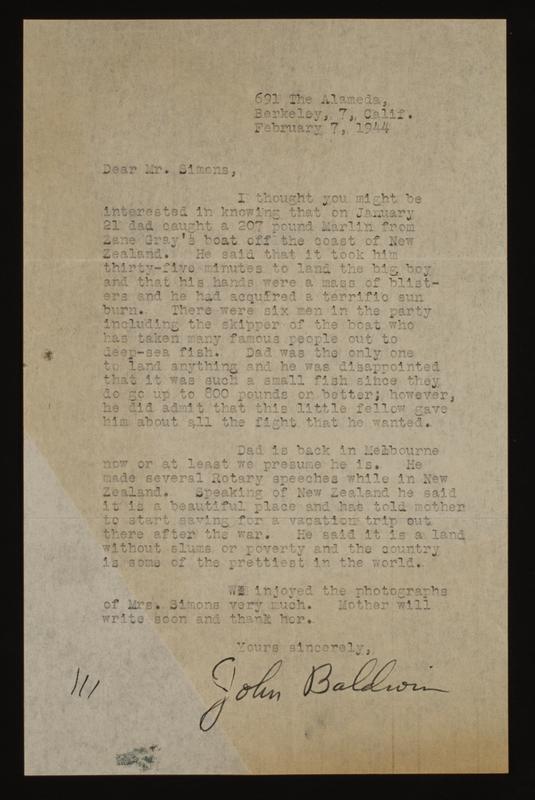 691 The Alameda,
Berkeley, 7, Calif.
February 7, 1944
Dear Mr. Simons,
I thought you might be
interested in knowing that on January
21 dad caught a 207 pound Marlin from
Zane Gray's boat off the coast of New
Zealand. He said that it took him
thirty-five minutes to land the big boy
and that his hands were a mass of blist-
ers and he had acquired a terrific sun
burn. There were six men in the party
including the skipper of the boat who
has taken many famous people out to
deep-sea fish. Dad was the only one
to land anything and he was disappointed
that it was such a small fish since they
do go up to 800 pounds or better; however,
he did admit that this little fellow gave
him about all the fight that he wanted.
Dad is back in Melbourne
now or at least we presume he is. He
made several Rotary speeches while in New
Zealand. Speaking of New Zealand he said
it is a beautiful place and has told mother
to start saving for a vacation trip out
there after the war. He said it is a land
without slums or poverty and the country
is some of the prettiest in the world.
We injoyed the photographs
of Mrs. Simons very much. Mother will
write soon and thank her.
Yours sincerely,
John Baldwin
111